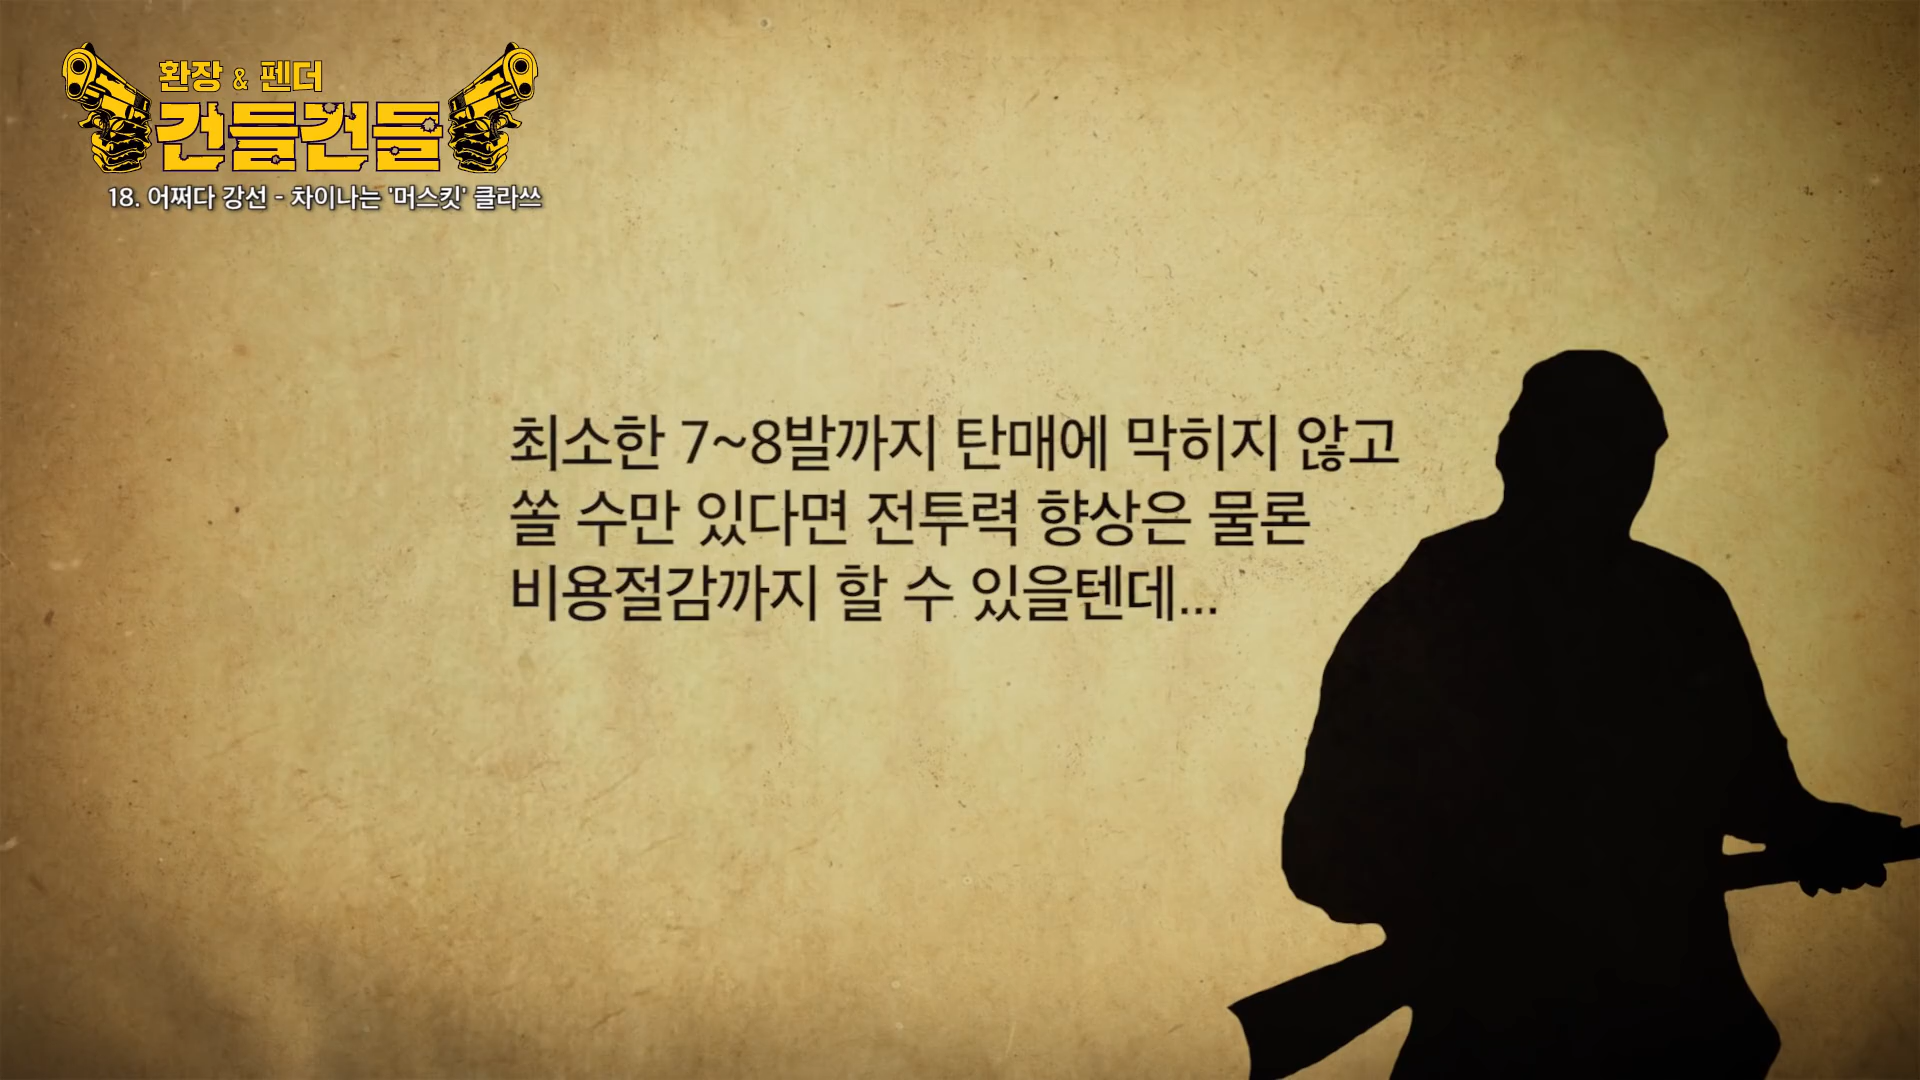 환장 & 펜더
건들건들
18. 어쩌다 강선 - 차이나는 '머스킷' 클라쓰
최소한 7~8발까지 탄매에 막히지 않고
쏠 수만 있다면 전투력 향상은 물론
비용절감까지 할 수 있을텐데...